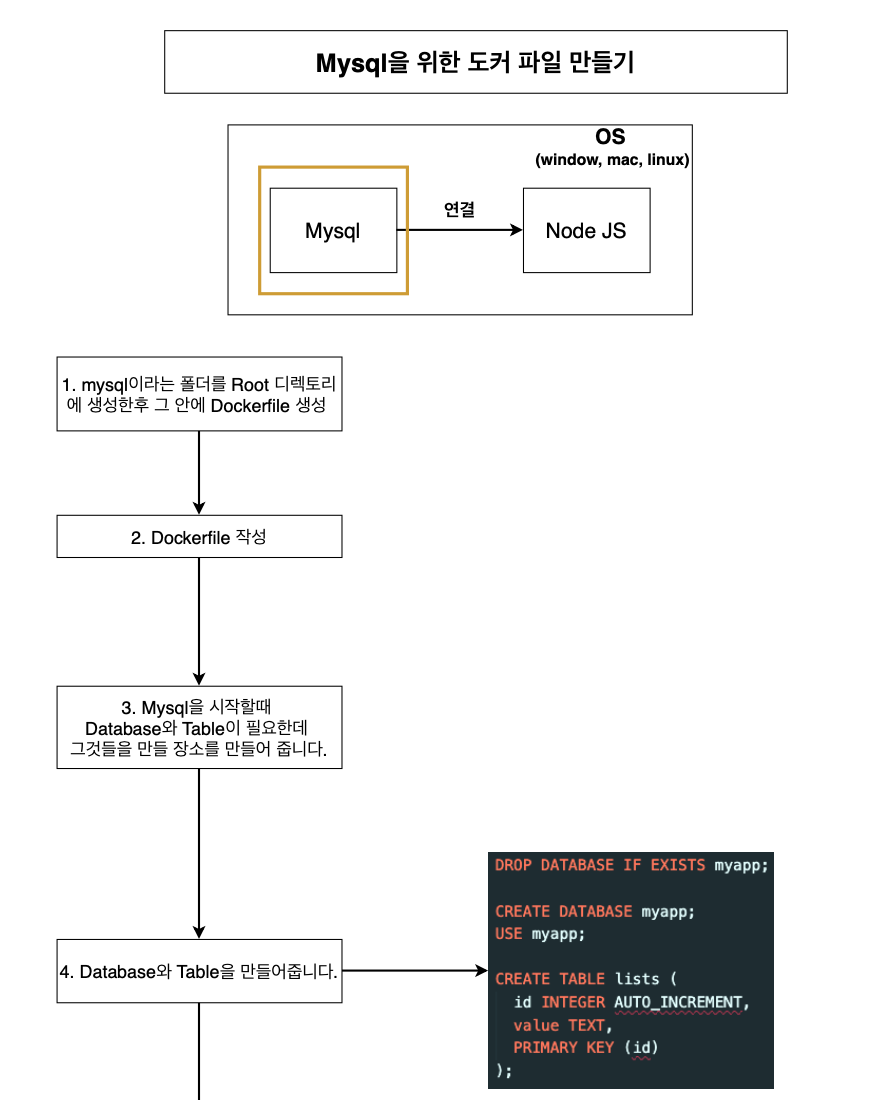 Mysql을 위한 도커 파일 만들기
OS
(window, mac, linux)
Mysql
연결
Node JS
1. mysql이라는 폴더를 Root 디렉토리
에 생성한후 그 안에 Dockerfile 생성
2. Dockerfile 작성
3. Mysql을 시작할때
Database와 Table이 필요한데
그것들을 만들 장소를 만들어 줍니다.
4. Database와 Table을 만들어줍니다.
DROP DATABASE IF EXISTS myapp;
CREATE DATABASE myapp;
USE myapp;
CREATE TABLE lists (
id INTEGER AUTO_INCREMENT,
value TEXT,
PRIMARY KEY (id)
);